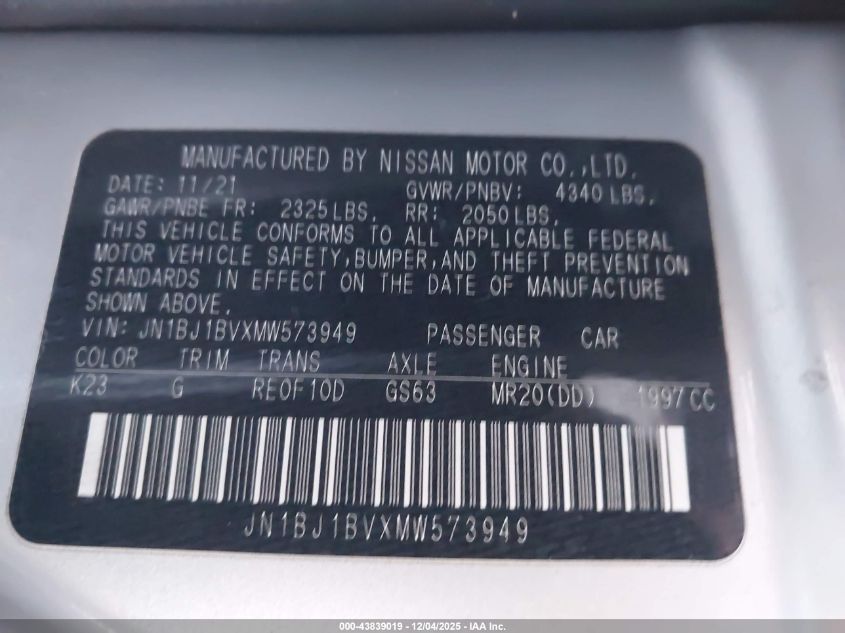 MANUFACTURED BY NISSAN MOTOR CO.,LTD.
DATE: 11/21 GVWR/PNBV: 4340 LBS.
GAWR/PNBE FR: 2325 LBS. RR: 2050 LBS.
THIS VEHICLE CONFORMS TO ALL APPLICABLE FEDERAL
MOTOR VEHICLE SAFETY,BUMPER,AND THEFT PREVENTION
STANDARDS IN EFFECT ON THE DATE OF MANUFACTURE
SHOWN ABOVE.
VIN: JN1BJ1BVXMW573949 PASSENGER CAR
COLOR TRIM TRANS AXLE ENGINE
K23 G RE0F10D GS63 MR20(DD) 1997CC
JN1BJ1BVXMW573949
000-43839019 - 12/04/2025 - IAA Inc.